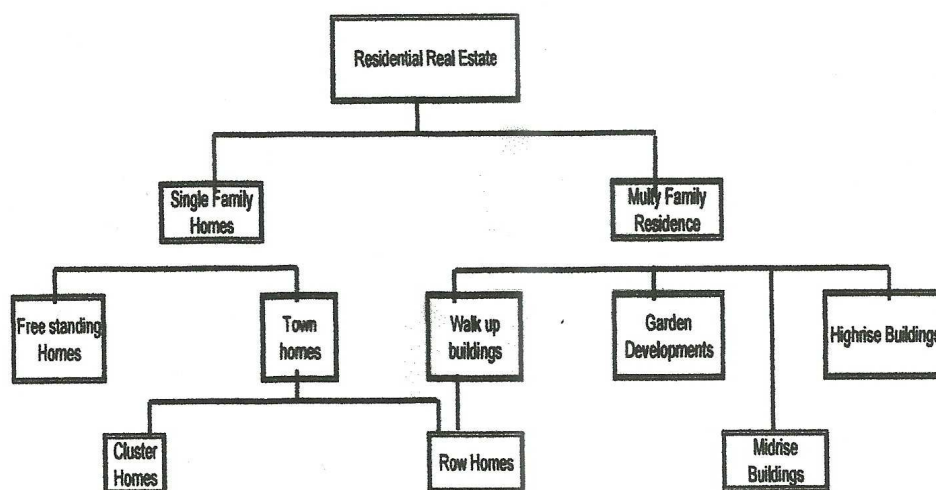 Residential Real Estate
Single Family
Homes
Multy Family
Residence
Free standing
Homes
Town
homes
Walk up
buildings
Garden
Developments
Highrise Buildings
Cluster
Homes
Row Homes
Midrise
Buildings